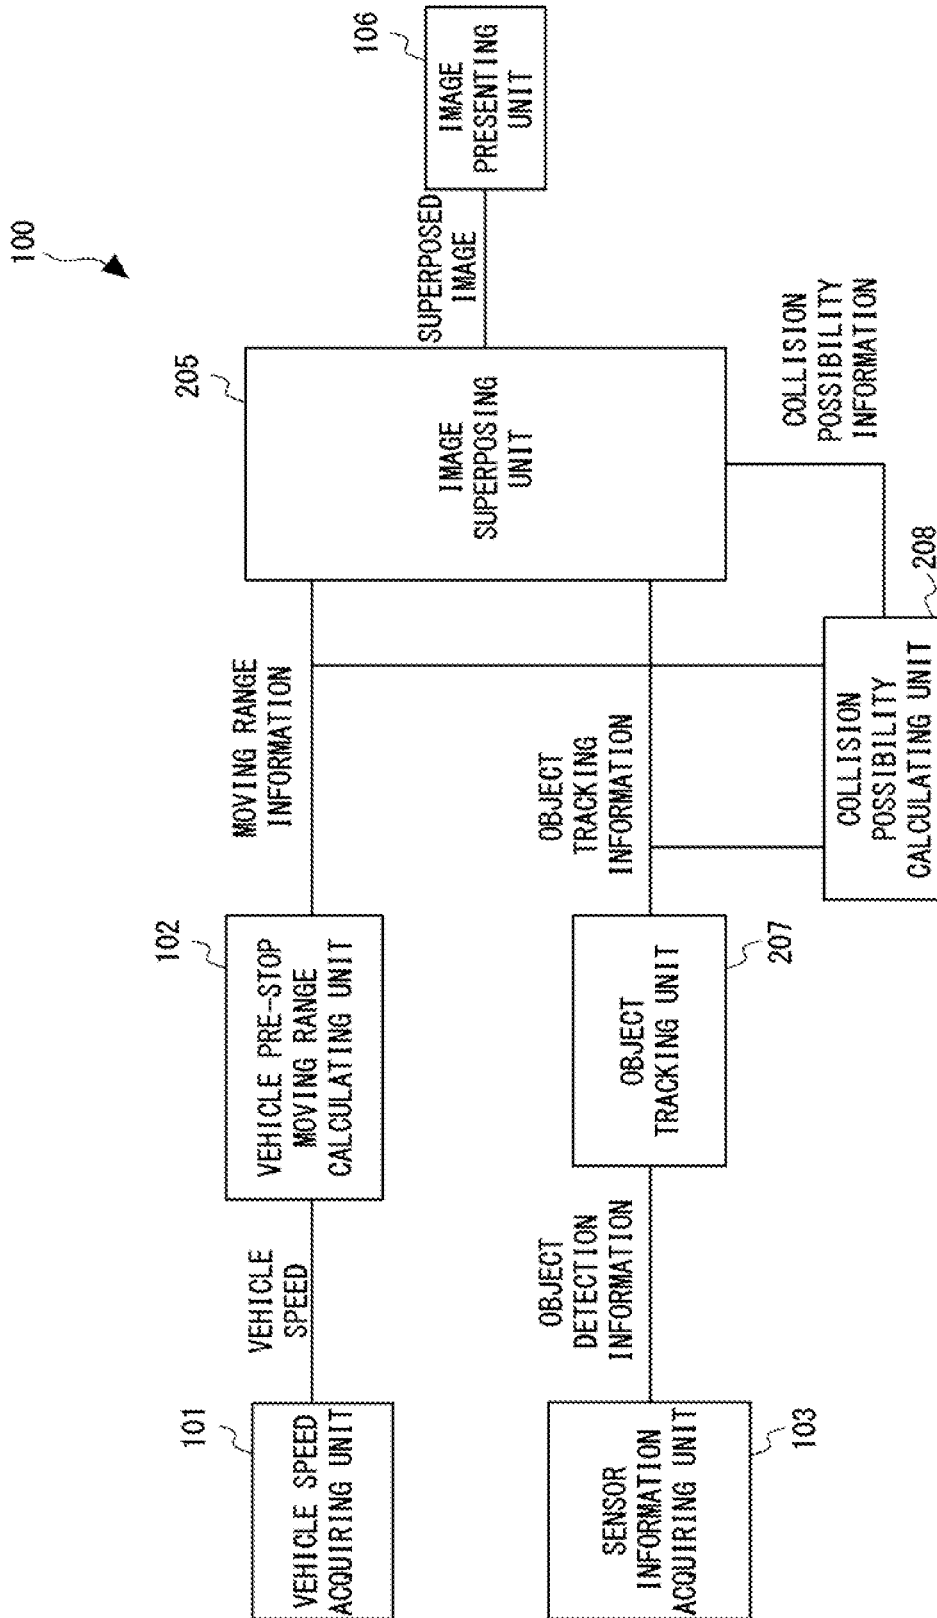 100
101
VEHICLE SPEED
ACQUIRING UNIT
VEHICLE
SPEED
102
VEHICLE PRE-STOP
MOVING RANGE
CALCULATING UNIT
MOVING RANGE
INFORMATION
205
IMAGE
SUPERPOSING
UNIT
SUPERPOSED
IMAGE
106
IMAGE
PRESENTING
UNIT
SENSOR
INFORMATION
ACQUIRING UNIT
103
OBJECT
DETECTION
INFORMATION
OBJECT
TRACKING UNIT
207
OBJECT
TRACKING
INFORMATION
COLLISION
POSSIBILITY
CALCULATING UNIT
208
COLLISION
POSSIBILITY
INFORMATION